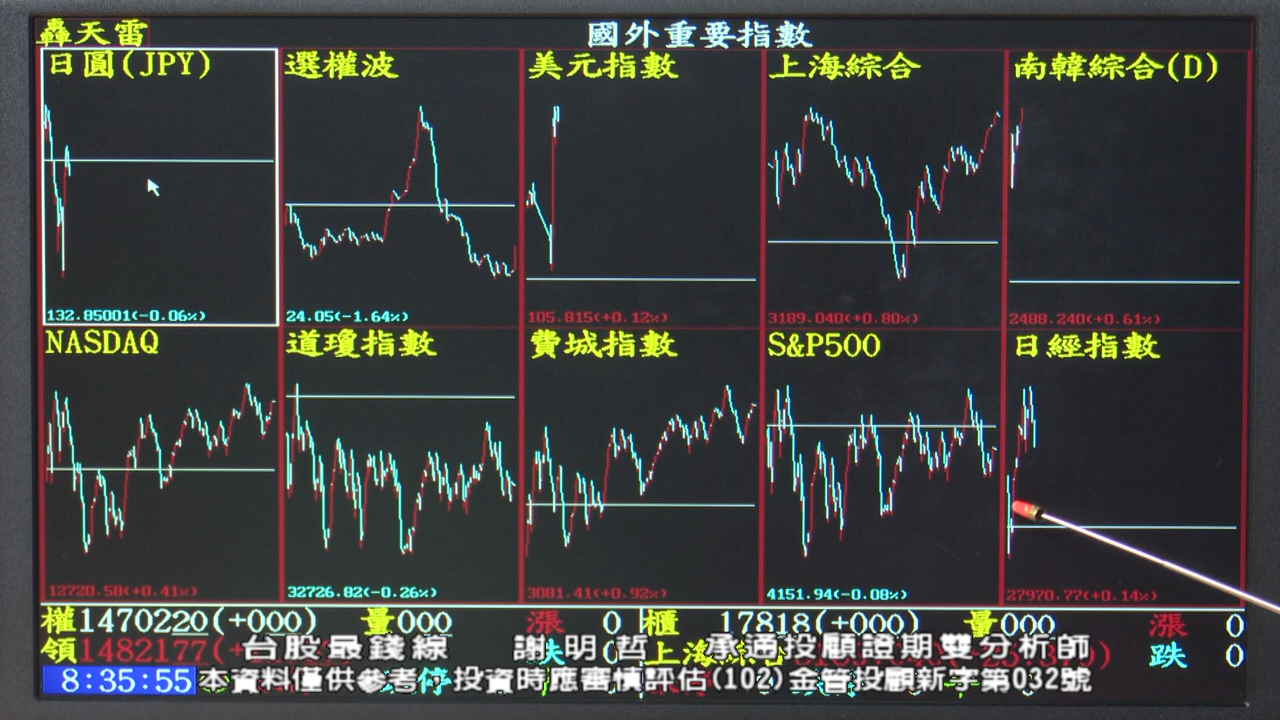 轟天雷 國外重要指數
日圓(JPY) 選權波 美元指數 上海綜合 南韓綜合(D)
132.85001(-0.06%) 24.05(-1.64%) 105.815(+0.12%) 3189.040(+0.80%) 2488.240(+0.61%)
NASDAQ 道瓊指數 費城指數 S&P500 日經指數
12720.58(+0.41%) 32726.82(-0.26%) 3081.41(+0.92%) 4151.94(-0.08%) 27970.77(+0.14%)
權1470220(+000) 量000 漲 0 櫃 17818(+000) 量000 漲 0
領1482177 跌 0 上海綜合 跌 0
台股最錢線 謝明哲 承通投顧證期雙分析師
8:35:55 本資料僅供參考,投資時應審慎評估(102)金管投顧新字第032號